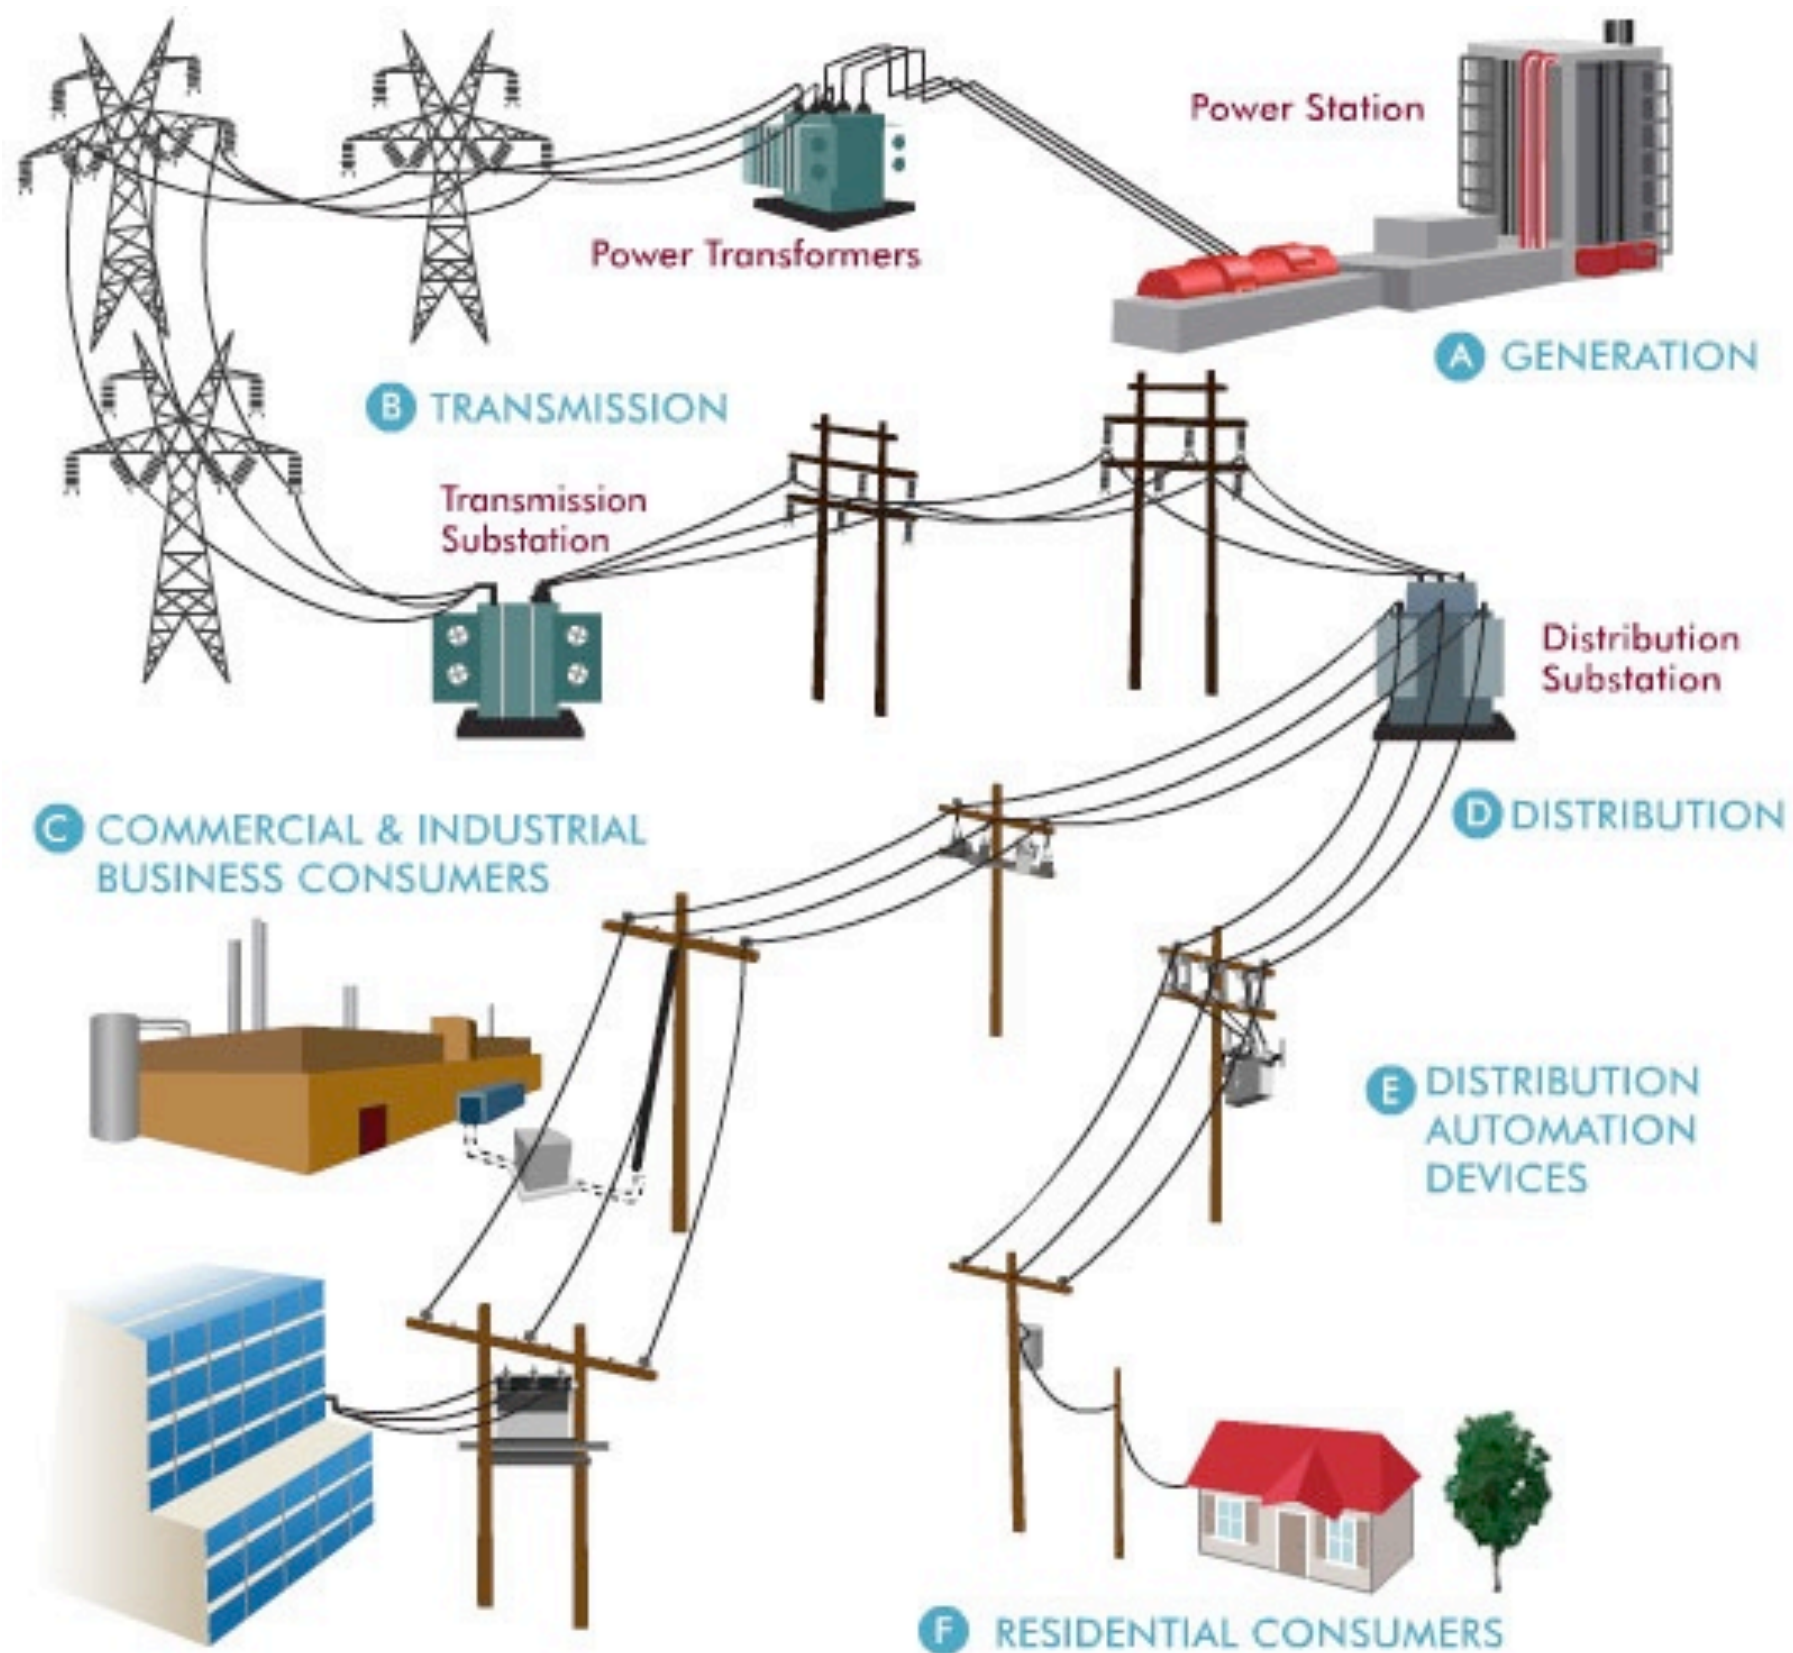 Power Station
Power Transformers
A GENERATION
B TRANSMISSION
Transmission
Substation
Distribution
Substation
C COMMERCIAL & INDUSTRIAL
BUSINESS CONSUMERS
D DISTRIBUTION
E DISTRIBUTION
AUTOMATION
DEVICES
F RESIDENTIAL CONSUMERS